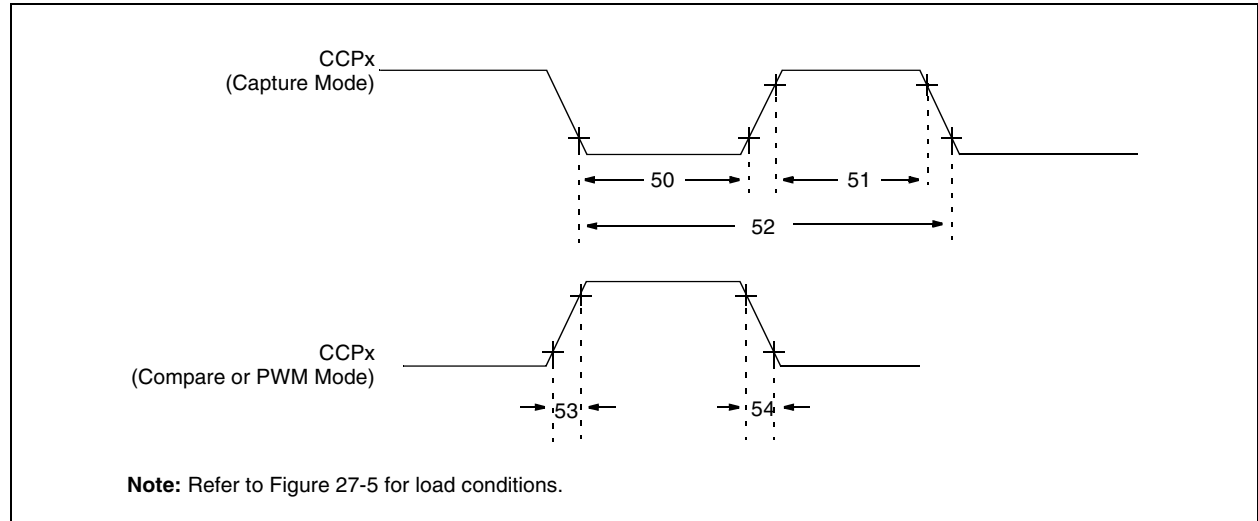 CCPx
(Capture Mode)
50
51
52
CCPx
(Compare or PWM Mode)
53
54
Note: Refer to Figure 27-5 for load conditions.